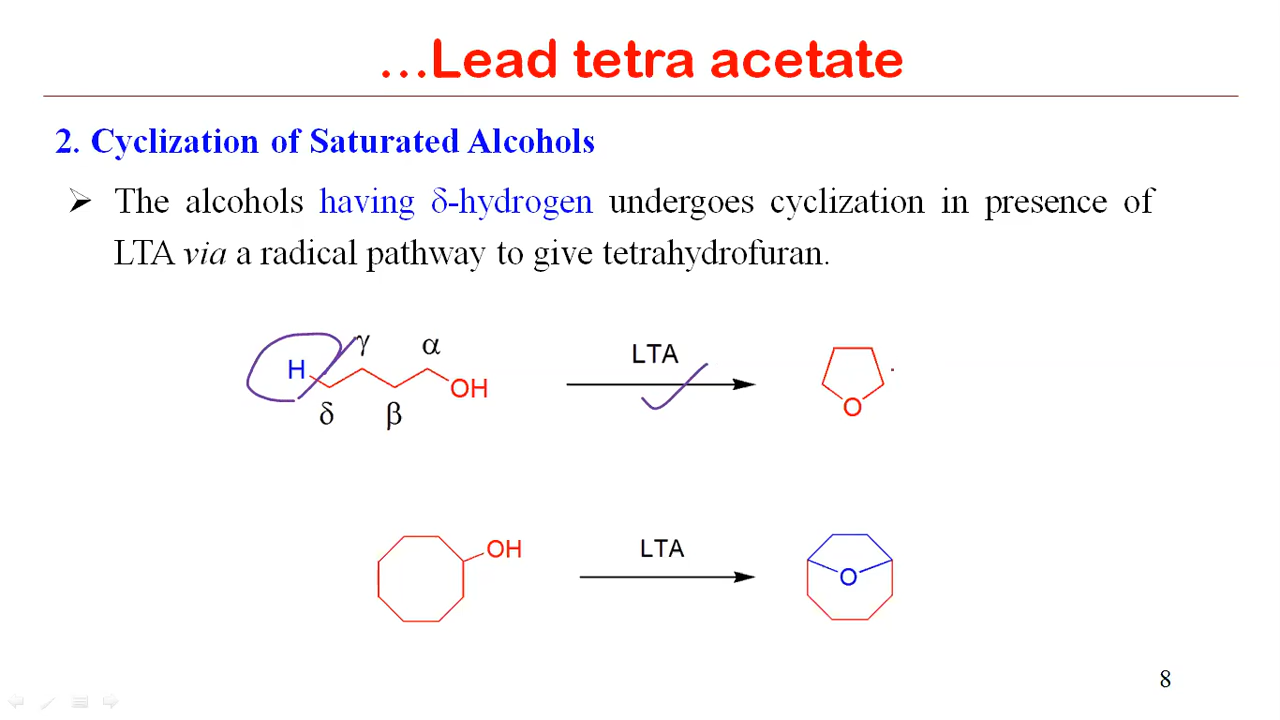 ...Lead tetra acetate
2. Cyclization of Saturated Alcohols
➤ The alcohols having δ-hydrogen undergoes cyclization in presence of
LTA via a radical pathway to give tetrahydrofuran.
H γ α OH
δ β
LTA
O
OH
LTA
O
8